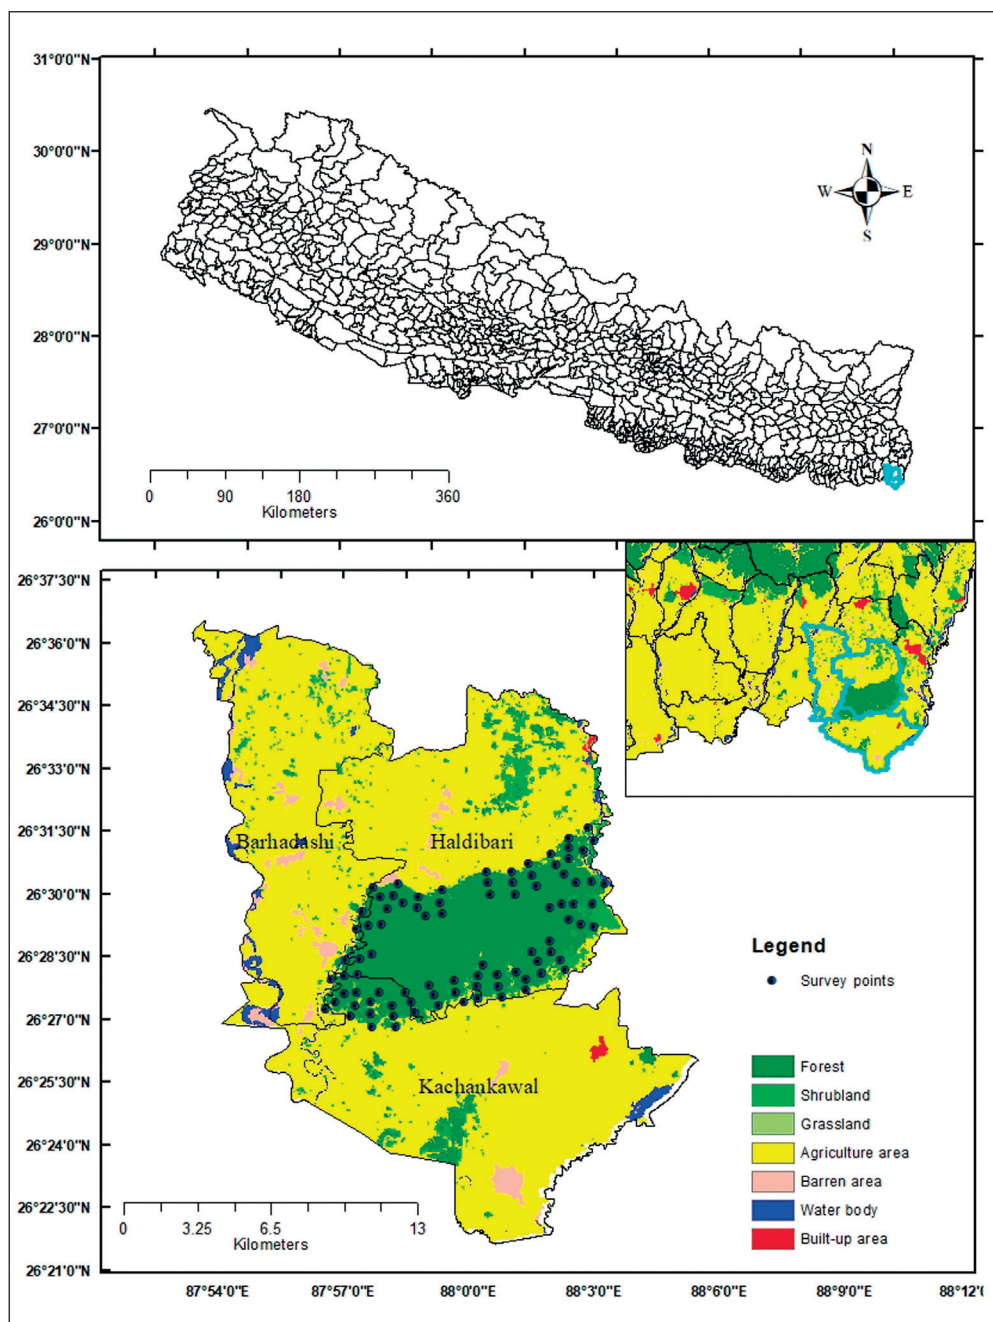 31°0'0"N
30°0'0"N
29°0'0"N
28°0'0"N
27°0'0"N
26°0'0"N
N
W E
S
0 90 180 360
Kilometers
26°37'30"N
26°36'0"N
26°34'30"N
26°33'0"N
26°31'30"N
26°30'0"N
26°28'30"N
26°27'0"N
26°25'30"N
26°24'0"N
26°22'30"N
26°21'0"N
Barhadashi
Haldibari
Kachankawal
Legend
Survey points
Forest
Shrubland
Grassland
Agriculture area
Barren area
Water body
Built-up area
0 3.25 6.5 13
Kilometers
87°54'0"E 87°57'0"E 88°0'0"E 88°3'0"E 88°6'0"E 88°9'0"E 88°12'(